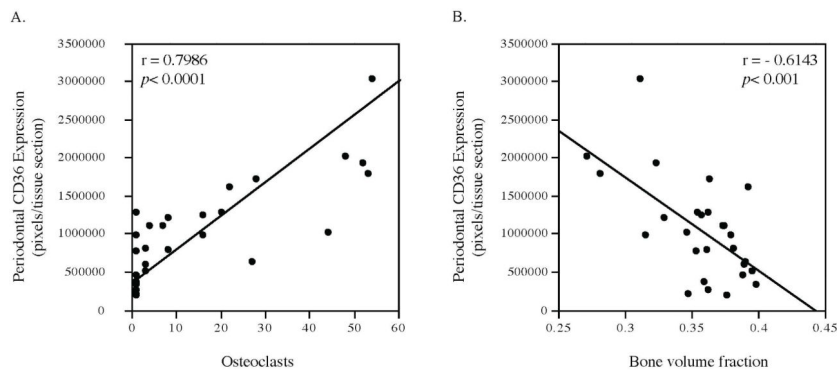 A.
r = 0.7986
p< 0.0001
Periodontal CD36 Expression
(pixels/tissue section)
3500000
3000000
2500000
2000000
1500000
1000000
500000
0
0 10 20 30 40 50 60
Osteoclasts
B.
r = - 0.6143
p< 0.001
Periodontal CD36 Expression
(pixels/tissue section)
3500000
3000000
2500000
2000000
1500000
1000000
500000
0
0.25 0.3 0.35 0.4 0.45
Bone volume fraction